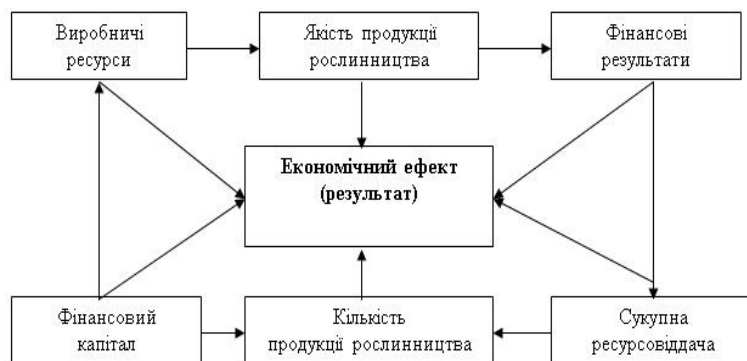 Виробничі
ресурси
Якість продукції
рослинництва
Фінансові
результати
Економічний ефект
(результат)
Фінансовий
капітал
Кількість
продукції рослинництва
Сукупна
ресурсовіддача